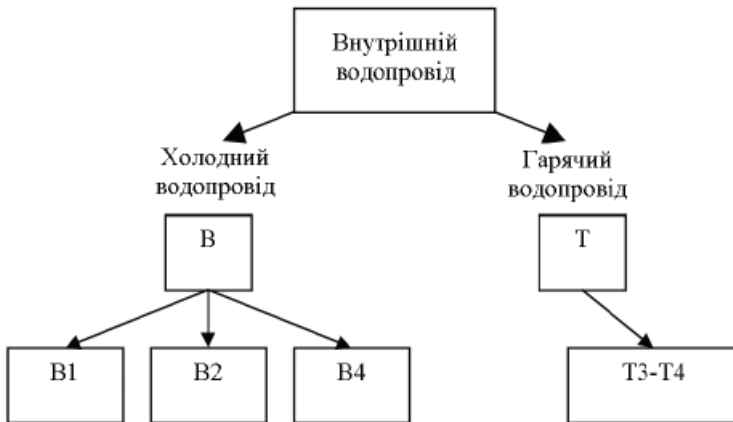 Внутрішній
водопровід
Холодний
водопровід
Гарячий
водопровід
В
Т
В1
В2
В4
Т3-Т4